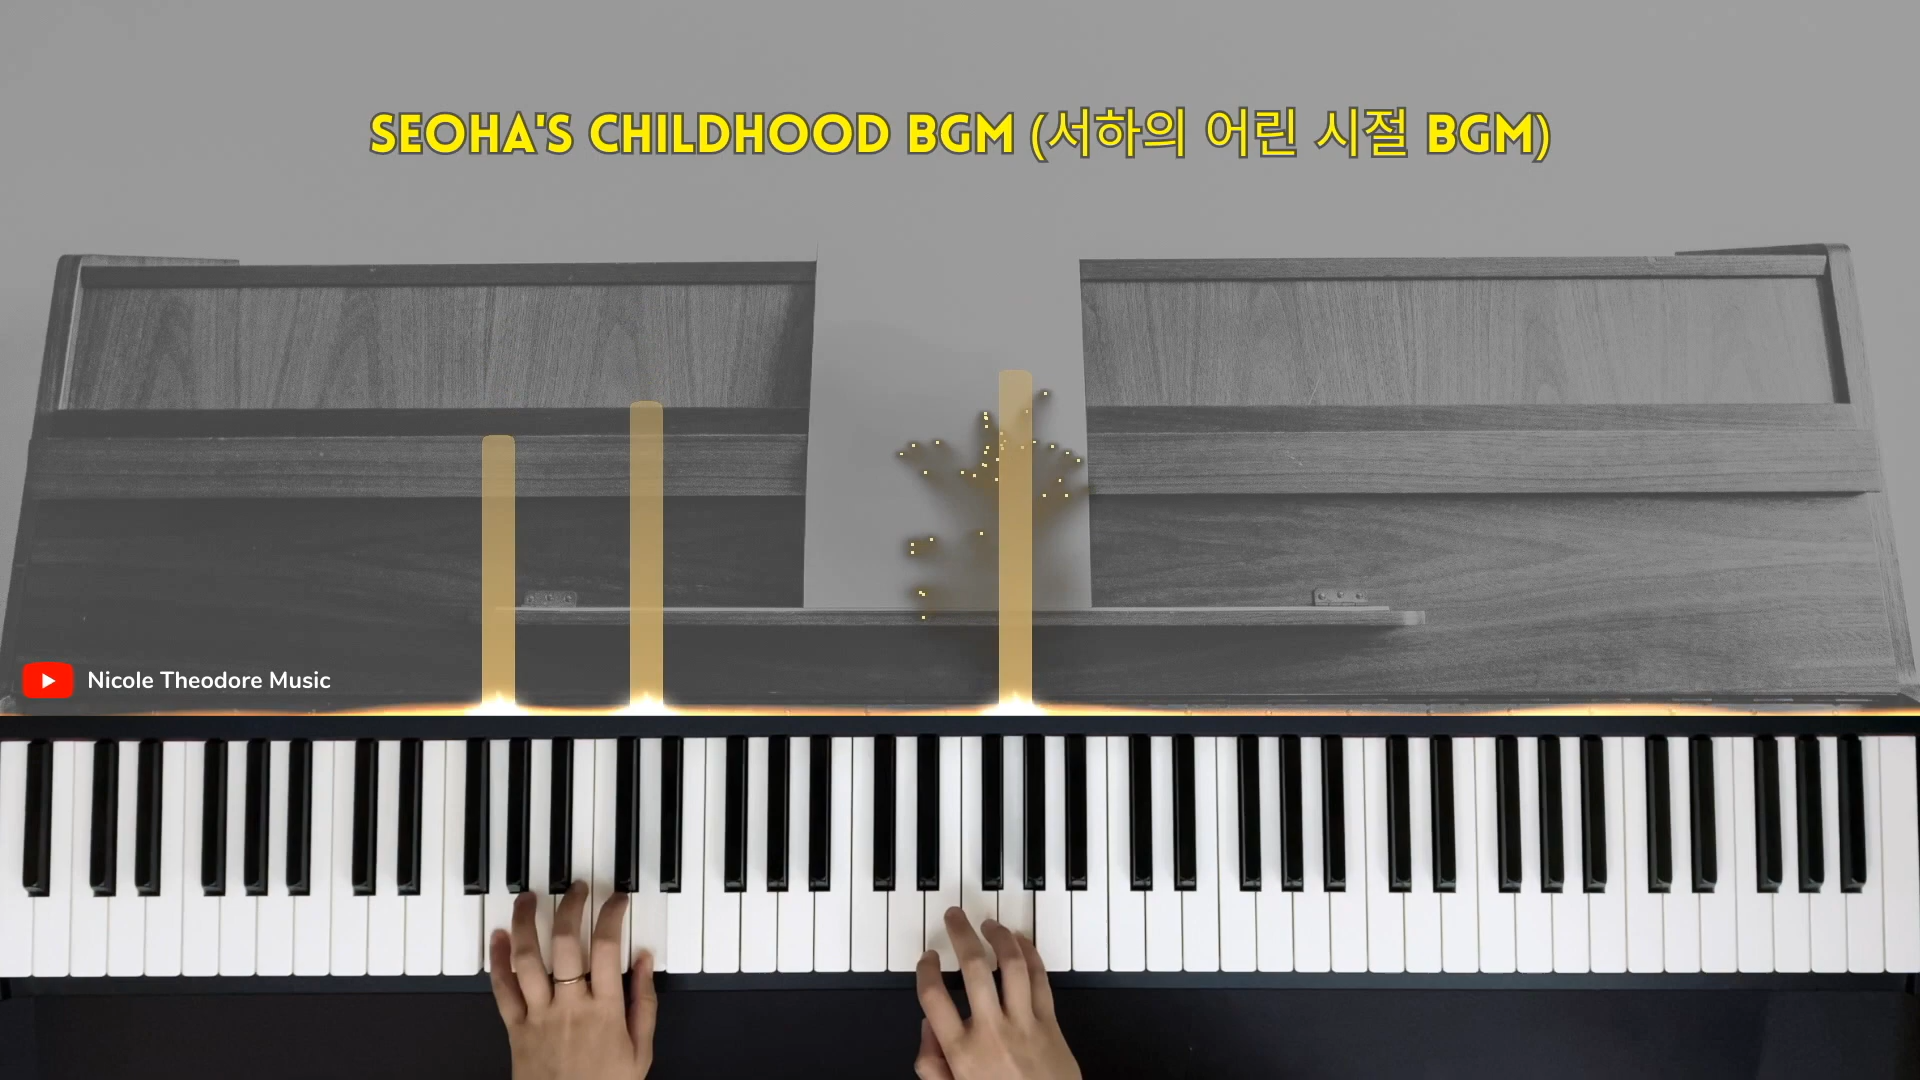 SEOHA'S CHILDHOOD BGM (서하의 어린 시절 BGM)
Nicole Theodore Music